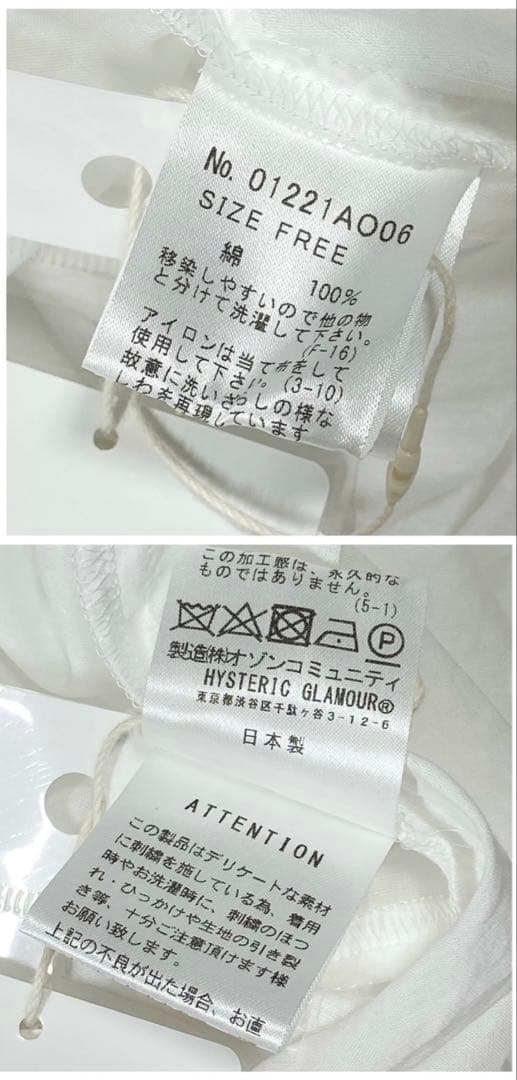 No. 01221AO06
SIZE FREE
綿 100%
移染しやすいので他の物
と分けて洗濯して下さい。
(F-16)
アイロンは当て布をして
使用して下さい。(3-10)
故意に洗いざらしの様な
しわを再現しています
この加工感は、永久的な
ものではありません。
(5-1)
P
製造(株)オゾンコミュニティ
HYSTERIC GLAMOUR®
東京都渋谷区千駄ヶ谷3-12-6
日本製
ATTENTION
この製品はデリケートな素材
に刺繍を施している為、着用
時やお洗濯時に、刺繍のほつ
れ・ひっかけや生地の引き裂
き等、十分ご注意頂けます様
お願い致します。
上記の不良が出た場合、お直